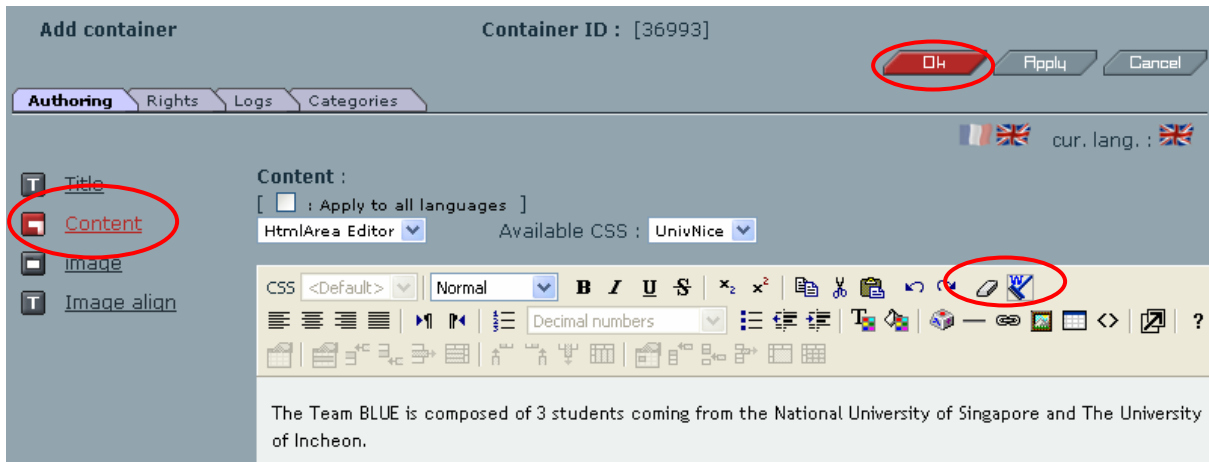 Add container Container ID : [36993]
Ok Apply Cancel
Authoring Rights Logs Categories
cur. lang. :
T Title
Content
Image
T Image align
Content :
[ : Apply to all languages ]
HtmlArea Editor Available CSS : UnivNice
CSS <Default> Normal B I U S x₂ x² W
Decimal numbers <> ?
The Team BLUE is composed of 3 students coming from the National University of Singapore and The University
of Incheon.